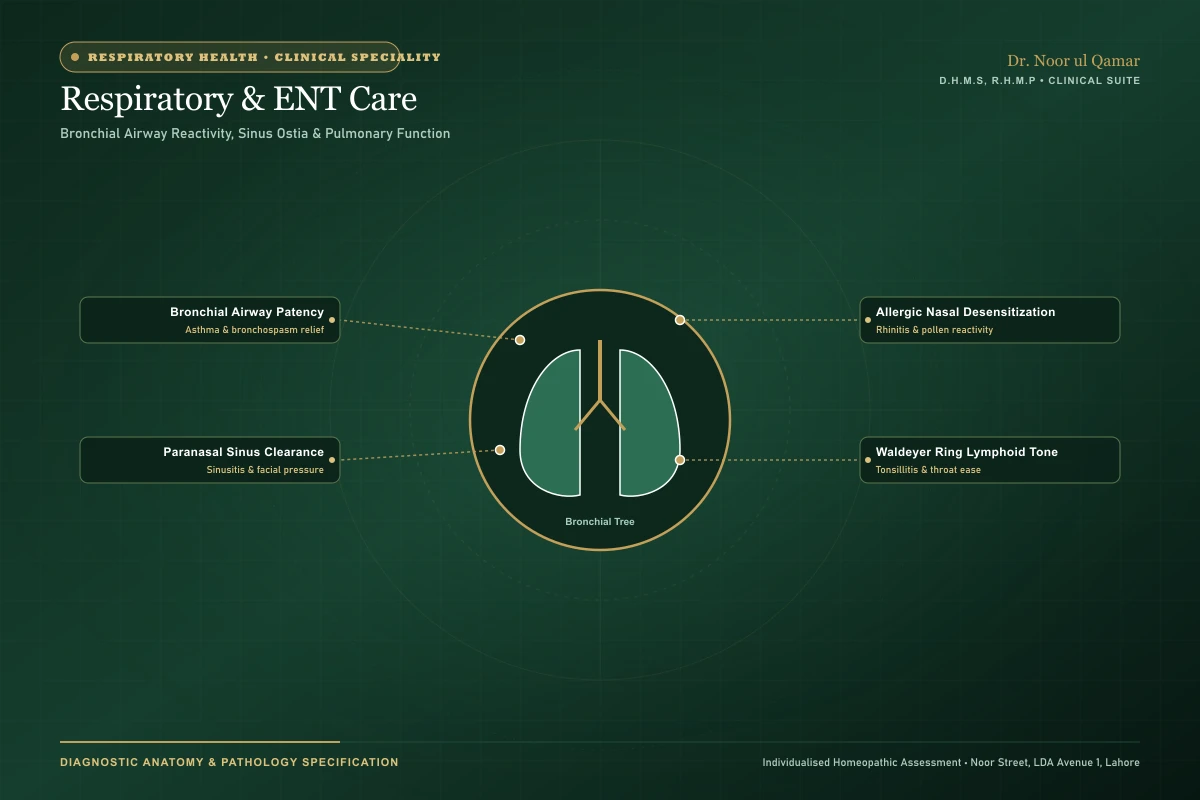 RESPIRATORY HEALTH • CLINICAL SPECIALITY
Respiratory & ENT Care
Bronchial Airway Reactivity, Sinus Ostia & Pulmonary Function
Dr. Noor ul Qamar
D.H.M.S, R.H.M.P • CLINICAL SUITE
Bronchial Airway Patency
Asthma & bronchospasm relief
Allergic Nasal Desensitization
Rhinitis & pollen reactivity
Paranasal Sinus Clearance
Sinusitis & facial pressure
Waldeyer Ring Lymphoid Tone
Tonsillitis & throat ease
Bronchial Tree
DIAGNOSTIC ANATOMY & PATHOLOGY SPECIFICATION
Individualised Homeopathic Assessment • Noor Street, LDA Avenue 1, Lahore